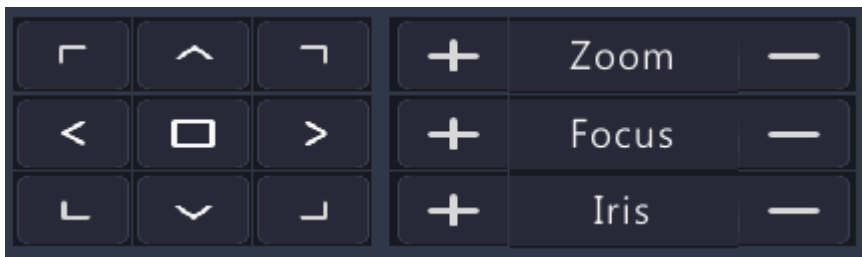 + Zoom —
+ Focus —
+ Iris —